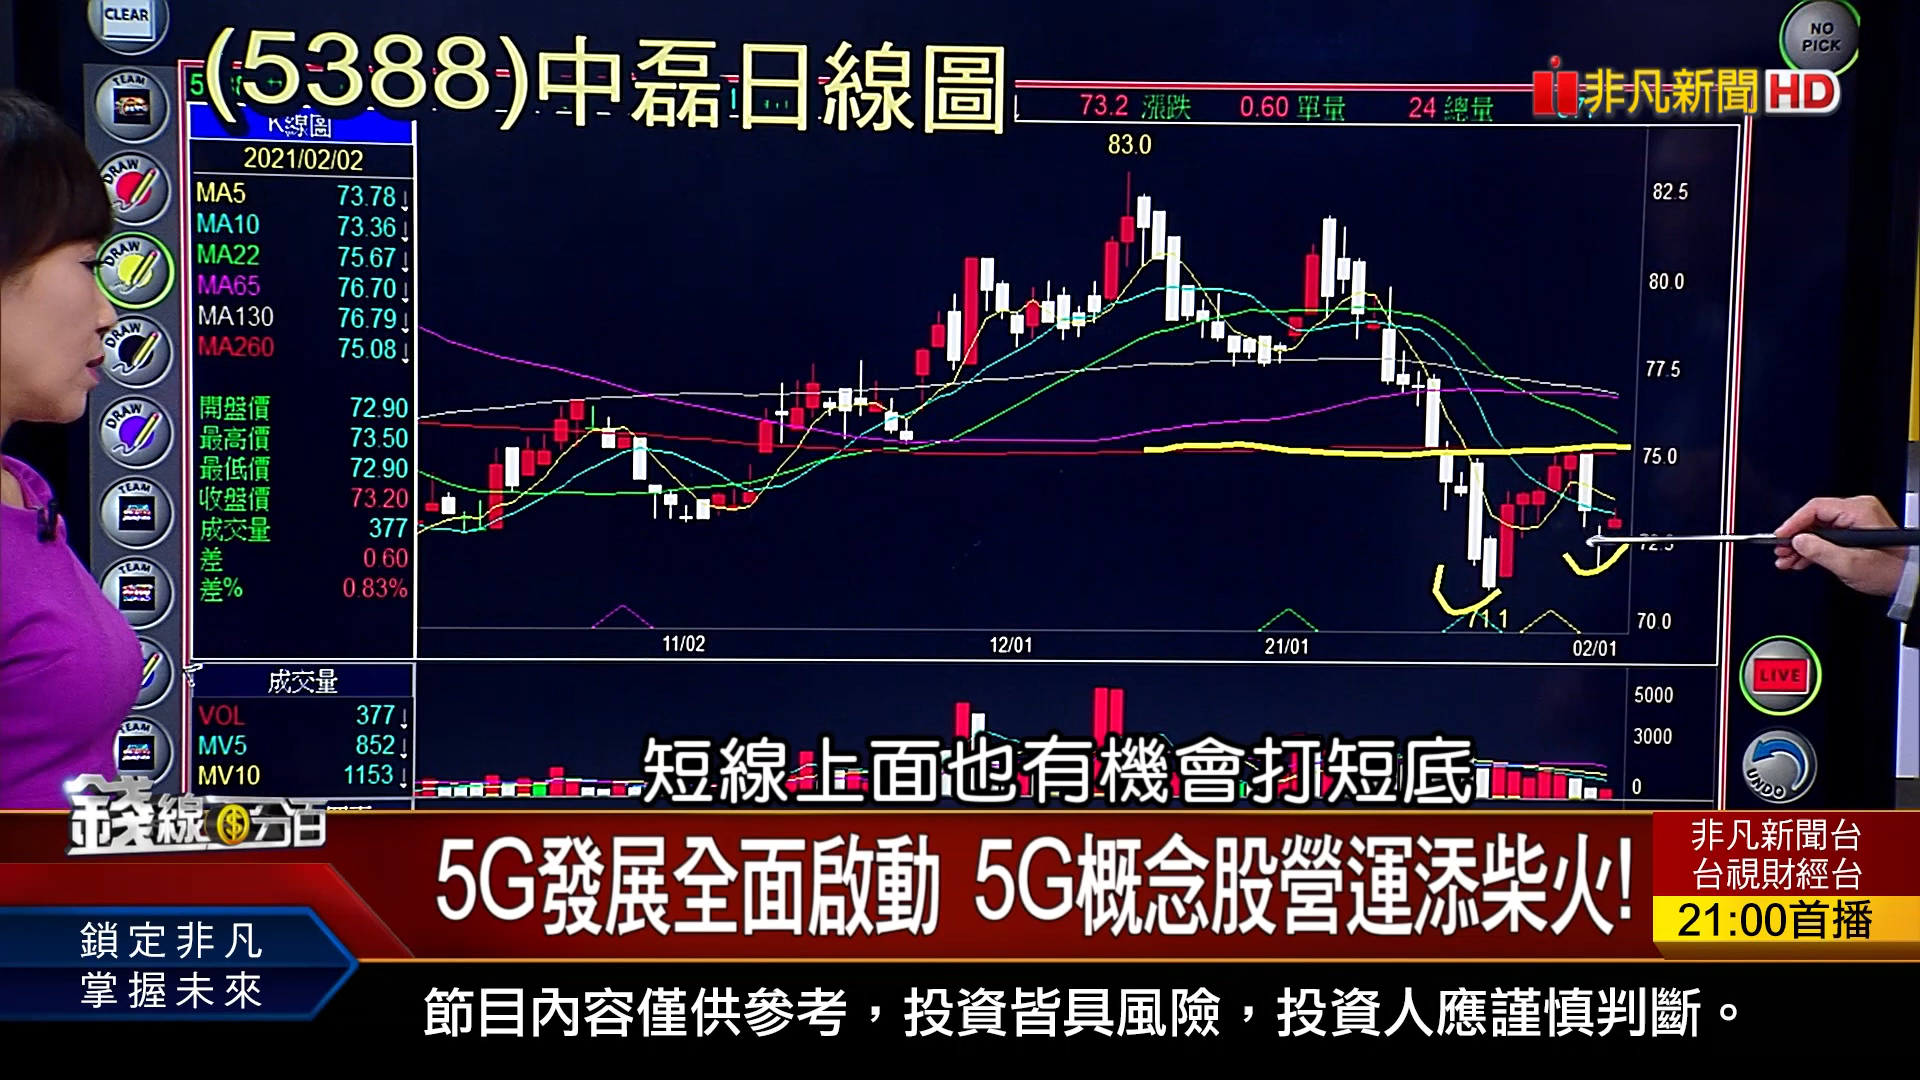 CLEAR
(5388)中磊日線圖
NO
PICK
非凡新聞HD
73.2 漲跌 0.60 單量 24 總量
TEAM
DRAW
DRAW
DRAW
DRAW
TEAM
TEAM
TEAM
K線圖
2021/02/02
MA5 73.78↓
MA10 73.36↓
MA22 75.67↓
MA65 76.70↓
MA130 76.79↓
MA260 75.08↓
開盤價 72.90
最高價 73.50
最低價 72.90
收盤價 73.20
成交量 377
差 0.60
差% 0.83%
83.0
71.1
82.5
80.0
77.5
75.0
72.5
70.0
11/02 12/01 21/01 02/01
成交量
VOL 377↓
MV5 852↓
MV10 1153↓
5000
3000
0
LIVE
UNDO
短線上面也有機會打短底
錢線百分百
5G發展全面啟動 5G概念股營運添柴火!
非凡新聞台
台視財經台
21:00首播
鎖定非凡
掌握未來
節目內容僅供參考，投資皆具風險，投資人應謹慎判斷。